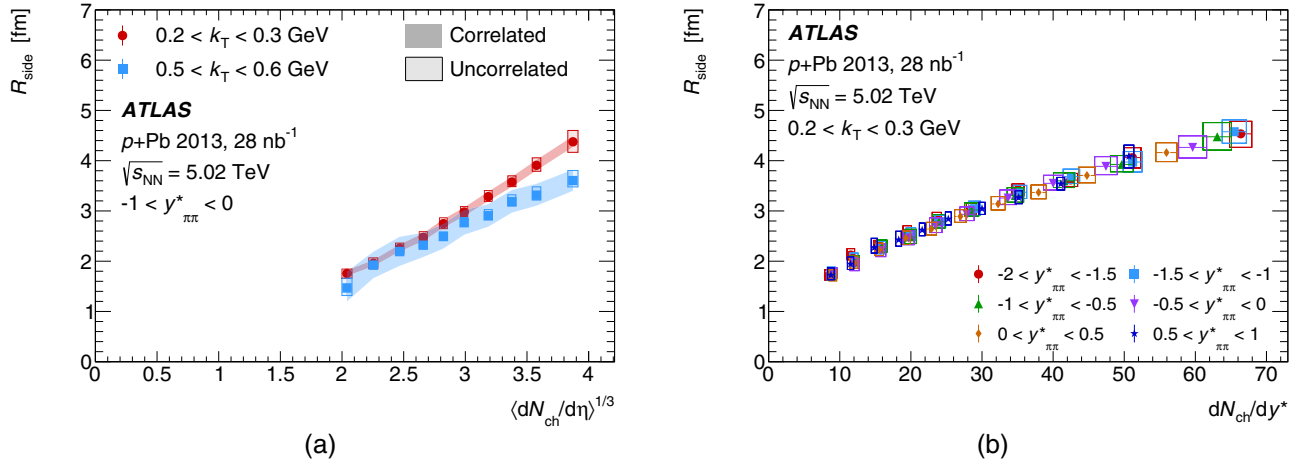 R_side [fm]
7
6
5
4
3
2
1
0
0.2 < k_T < 0.3 GeV
0.5 < k_T < 0.6 GeV
Correlated
Uncorrelated
ATLAS
p+Pb 2013, 28 nb⁻¹
√s_NN = 5.02 TeV
-1 < y*_ππ < 0
0 0.5 1 1.5 2 2.5 3 3.5 4
⟨dN_ch/dη⟩^1/3
(a)
R_side [fm]
7
6
5
4
3
2
1
0
ATLAS
p+Pb 2013, 28 nb⁻¹
√s_NN = 5.02 TeV
0.2 < k_T < 0.3 GeV
-2 < y*_ππ < -1.5
-1.5 < y*_ππ < -1
-1 < y*_ππ < -0.5
-0.5 < y*_ππ < 0
0 < y*_ππ < 0.5
0.5 < y*_ππ < 1
0 10 20 30 40 50 60 70
dN_ch/dy*
(b)